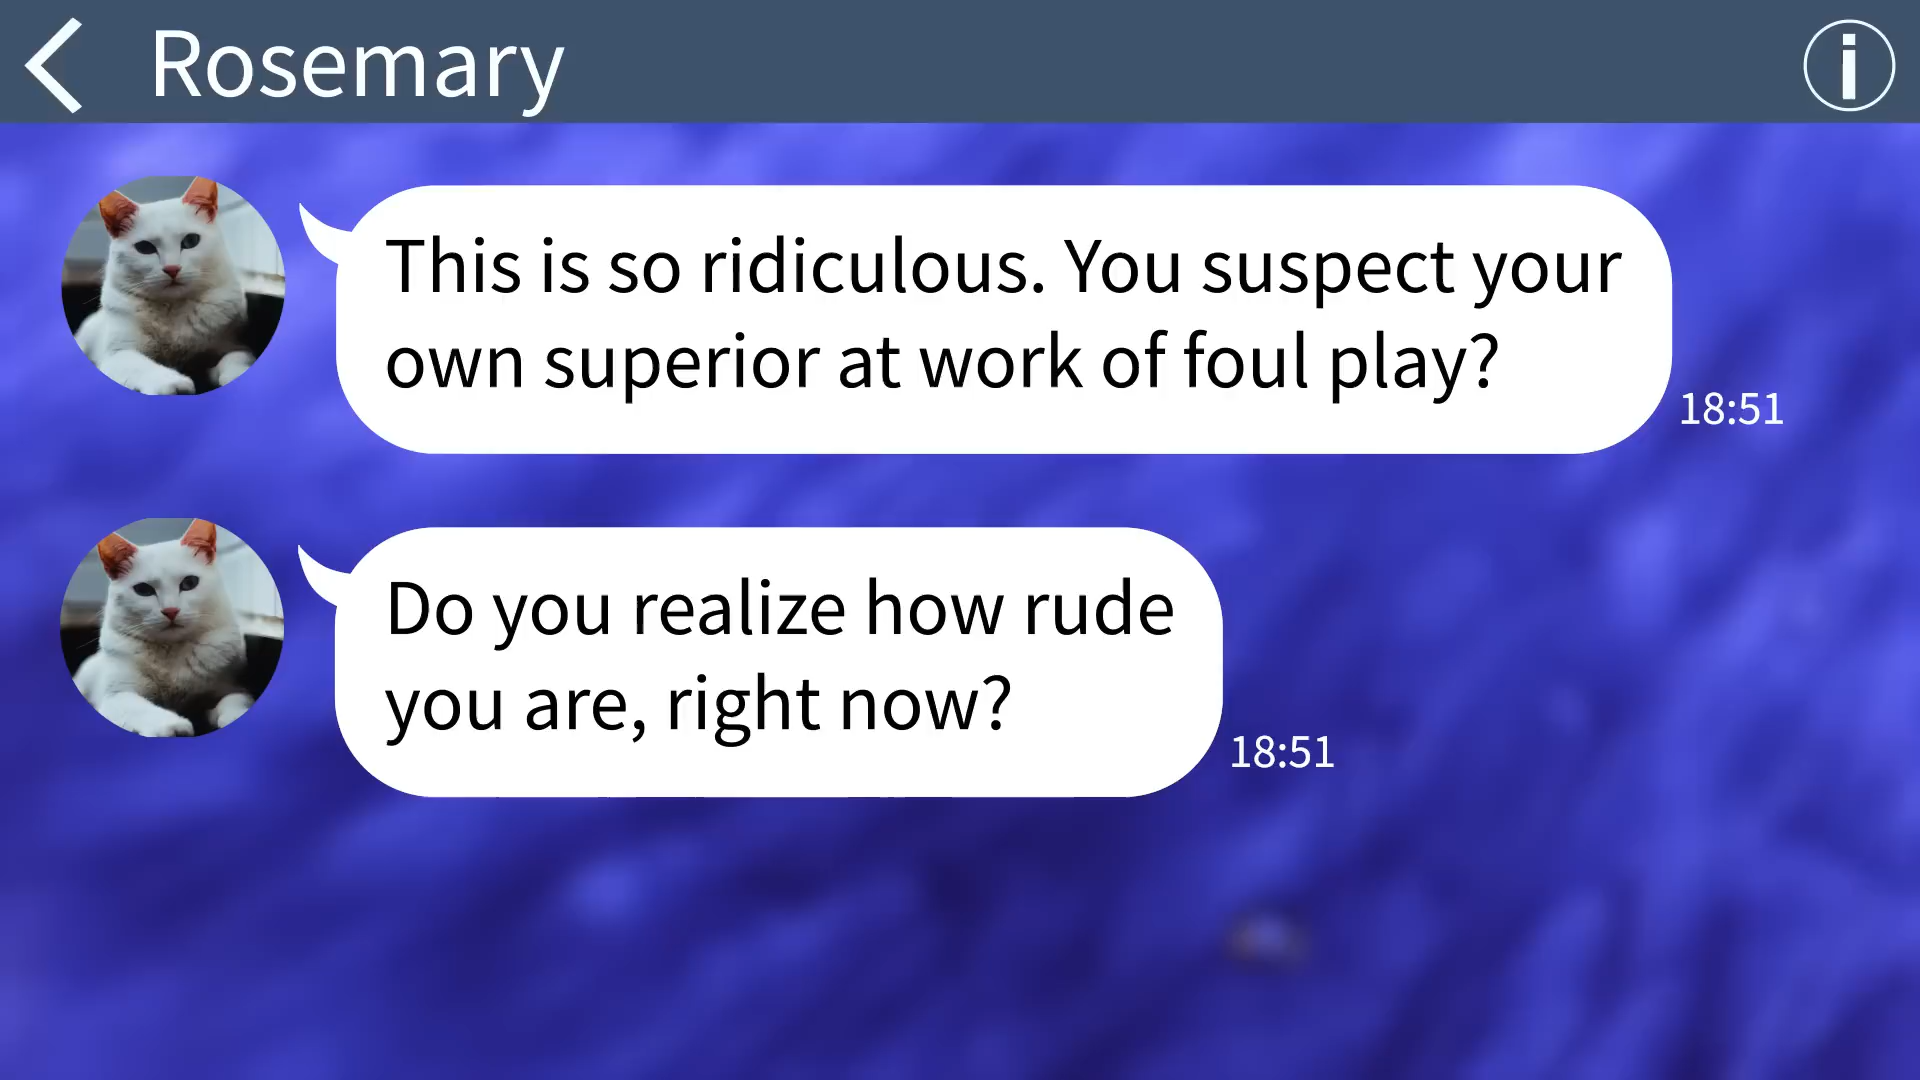 Rosemary
This is so ridiculous. You suspect your
own superior at work of foul play?
18:51
Do you realize how rude
you are, right now?
18:51